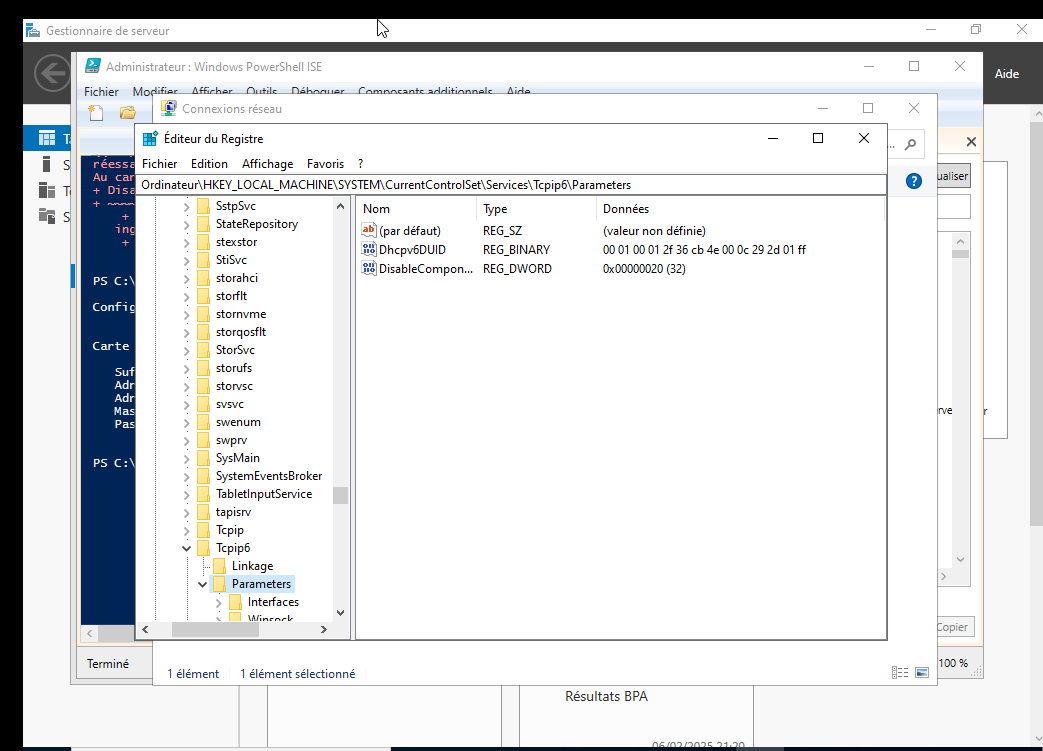 Gestionnaire de serveur
Administrateur : Windows PowerShell ISE
Aide
Fichier Modifier Afficher Outils Déboguer Composants additionnels Aide
Connexions réseau
Éditeur du Registre
Fichier Edition Affichage Favoris ?
Ordinateur\HKEY_LOCAL_MACHINE\SYSTEM\CurrentControlSet\Services\Tcpip6\Parameters
Nom Type Données
(par défaut) REG_SZ (valeur non définie)
Dhcpv6DUID REG_BINARY 00 01 00 01 2f 36 cb 4e 00 0c 29 2d 01 ff
DisableCompon... REG_DWORD 0x00000020 (32)
SstpSvc
StateRepository
stexstor
StiSvc
storahci
storflt
stornvme
storqosflt
StorSvc
storufs
storvsc
svsvc
swenum
swprv
SysMain
SystemEventsBroker
TabletInputService
tapisrv
Tcpip
Tcpip6
Linkage
Parameters
Interfaces
Winsock
réessa
Au car
+ Disa
+ ~~~~
+
ing
+
PS C:\
Config
Carte
Suf
Adr
Adr
Mas
Pas
PS C:\
ualiser
erve
r
Copier
Terminé
100 %
1 élément 1 élément sélectionné
Résultats BPA
06/02/2025 21:20